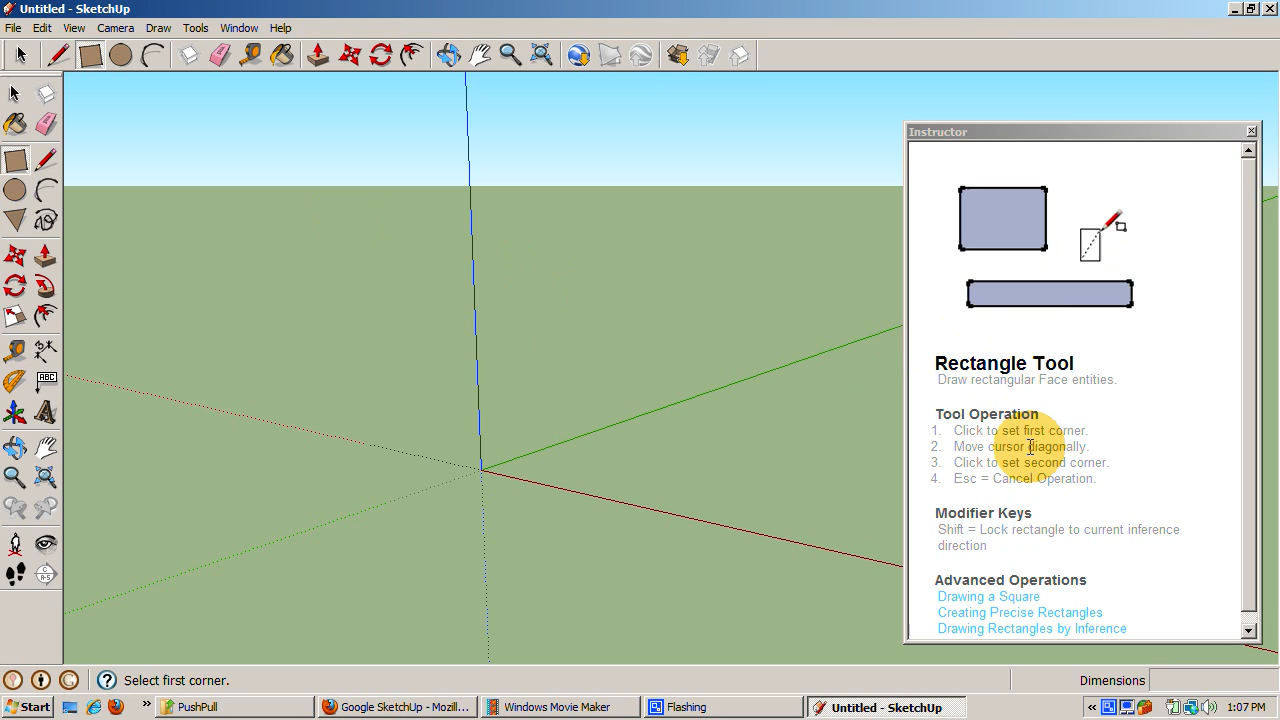 Untitled - SketchUp
File Edit View Camera Draw Tools Window Help
Instructor
ABC
Rectangle Tool
Draw rectangular Face entities.
Tool Operation
1. Click to set first corner.
2. Move cursor diagonally.
3. Click to set second corner.
4. Esc = Cancel Operation.
Modifier Keys
Shift = Lock rectangle to current inference
direction
Advanced Operations
Drawing a Square
Creating Precise Rectangles
Drawing Rectangles by Inference
Select first corner.
Dimensions
Start PushPull Google SketchUp - Mozill... Windows Movie Maker Flashing Untitled - SketchUp 1:07 PM